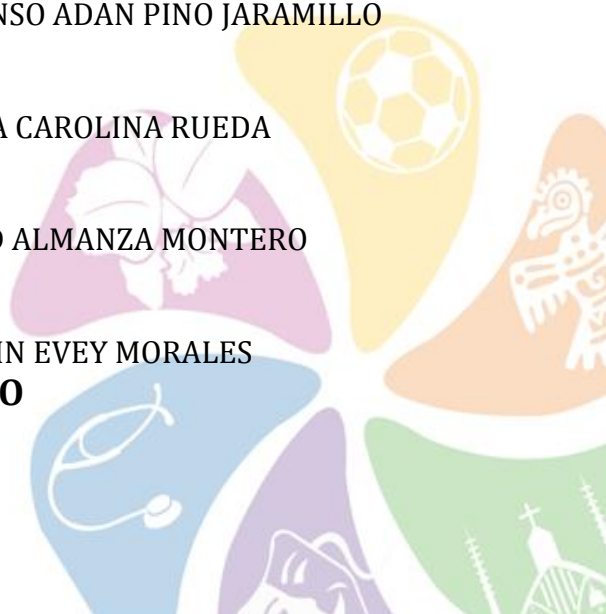 NSO ADAN PINO JARAMILLO
A CAROLINA RUEDA
O ALMANZA MONTERO
IN EVEY MORALES
O